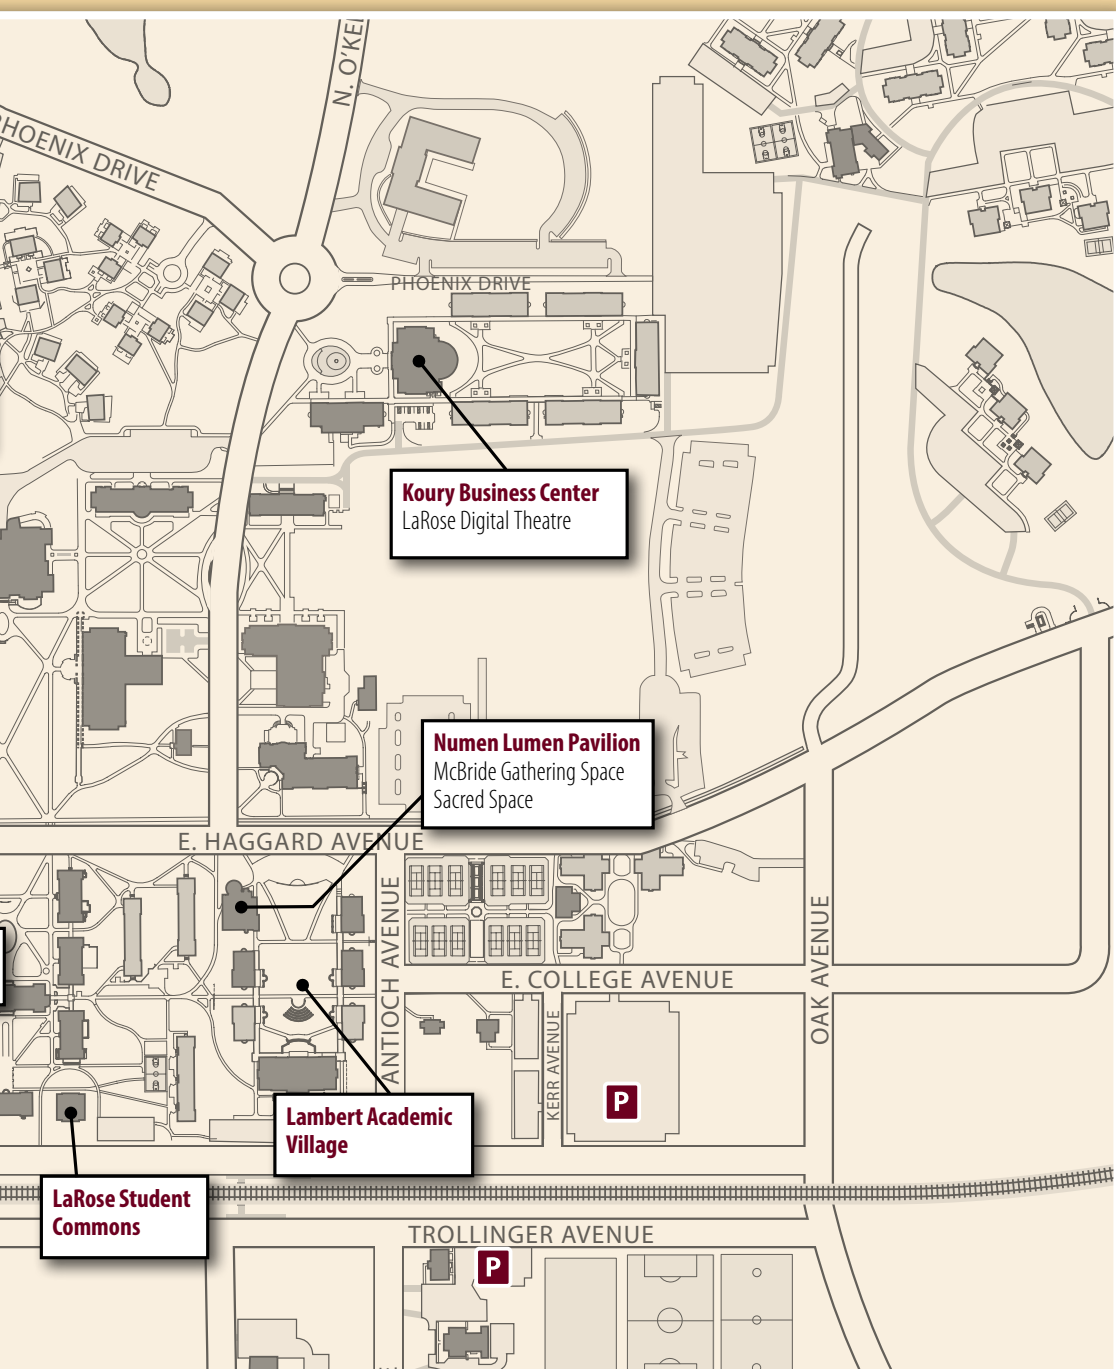 N. O'KE
PHOENIX DRIVE
PHOENIX DRIVE
Koury Business Center
LaRose Digital Theatre
Numen Lumen Pavilion
McBride Gathering Space
Sacred Space
E. HAGGARD AVENUE
ANTIOCH AVENUE
E. COLLEGE AVENUE
OAK AVENUE
KERR AVENUE
P
Lambert Academic
Village
LaRose Student
Commons
TROLLINGER AVENUE
P